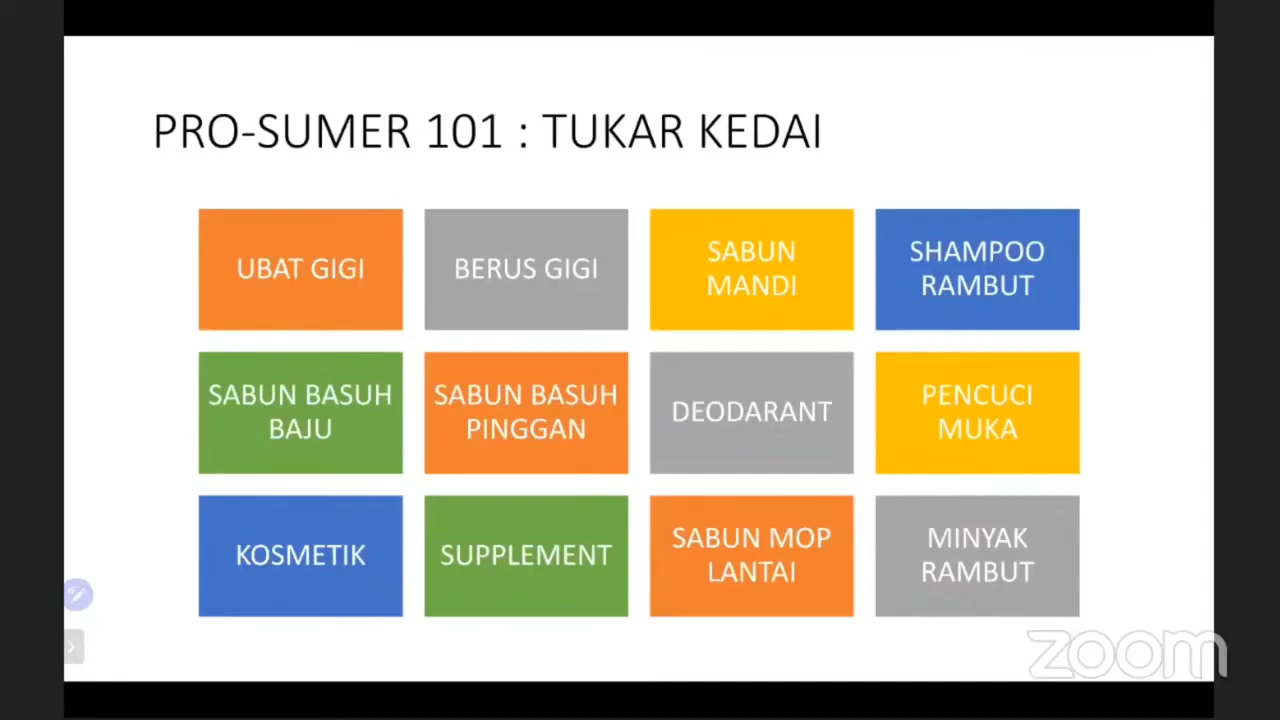 PRO-SUMER 101 : TUKAR KEDAI
UBAT GIGI
BERUS GIGI
SABUN
MANDI
SHAMPOO
RAMBUT
SABUN BASUH
BAJU
SABUN BASUH
PINGGAN
DEODARANT
PENCUCI
MUKA
KOSMETIK
SUPPLEMENT
SABUN MOP
LANTAI
MINYAK
RAMBUT
zoom